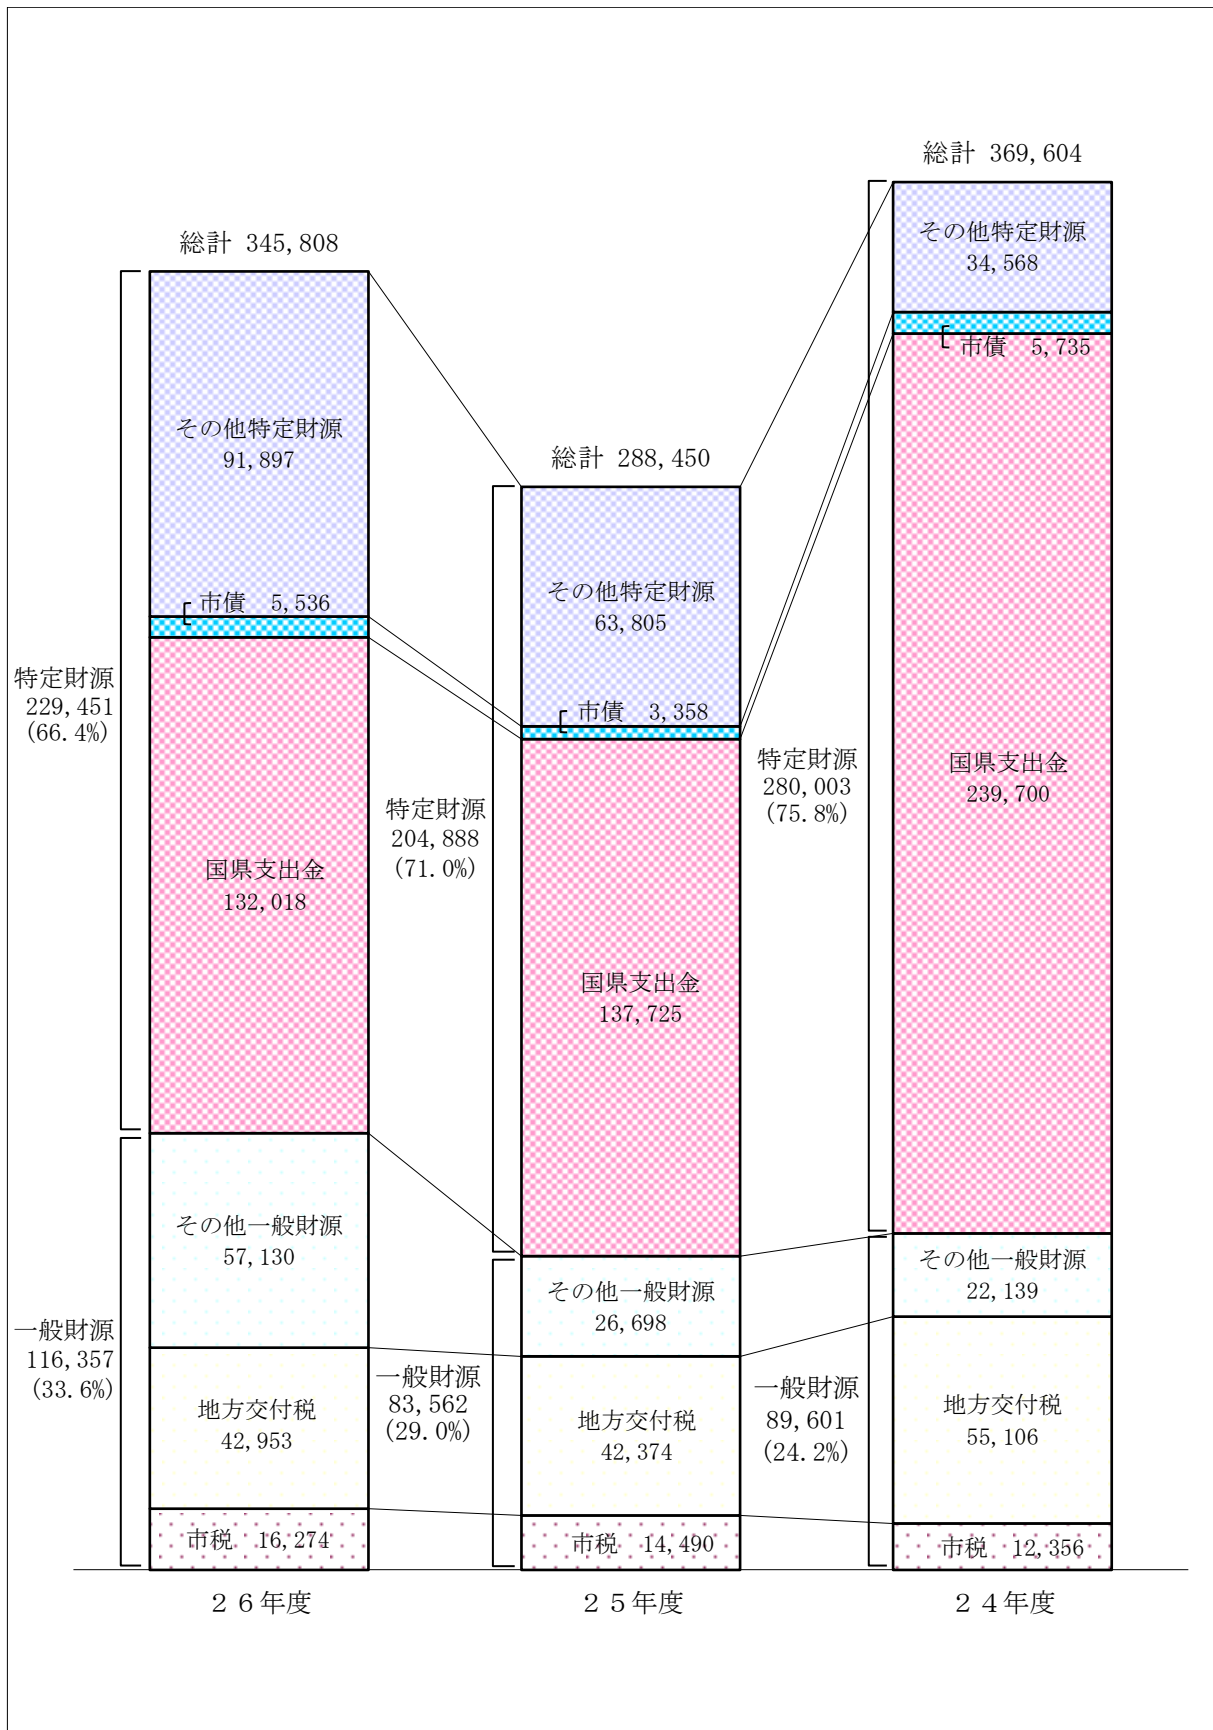 総計 345,808
その他特定財源
91,897
市債 5,536
国県支出金
132,018
特定財源
229,451
(66.4%)
その他一般財源
57,130
地方交付税
42,953
市税 16,274
一般財源
116,357
(33.6%)
26年度
総計 288,450
その他特定財源
63,805
市債 3,358
国県支出金
137,725
特定財源
204,888
(71.0%)
その他一般財源
26,698
地方交付税
42,374
市税 14,490
一般財源
83,562
(29.0%)
25年度
総計 369,604
その他特定財源
34,568
市債 5,735
国県支出金
239,700
特定財源
280,003
(75.8%)
その他一般財源
22,139
地方交付税
55,106
市税 12,356
一般財源
89,601
(24.2%)
24年度